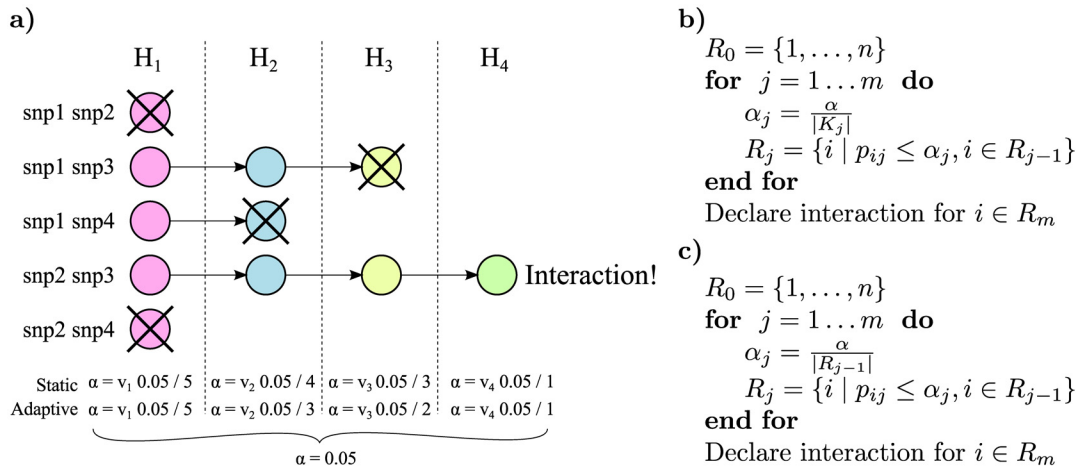 a)
H₁ H₂ H₃ H₄
snp1 snp2
snp1 snp3
snp1 snp4
snp2 snp3 Interaction!
snp2 snp4
Static α = v₁ 0.05 / 5 α = v₂ 0.05 / 4 α = v₃ 0.05 / 3 α = v₄ 0.05 / 1
Adaptive α = v₁ 0.05 / 5 α = v₂ 0.05 / 3 α = v₃ 0.05 / 2 α = v₄ 0.05 / 1
α = 0.05
b)
R₀ = {1, . . . , n}
for j = 1 . . . m do
αⱼ = α / |Kⱼ|
Rⱼ = {i | pᵢⱼ ≤ αⱼ, i ∈ Rⱼ₋₁}
end for
Declare interaction for i ∈ Rₘ
c)
R₀ = {1, . . . , n}
for j = 1 . . . m do
αⱼ = α / |Rⱼ₋₁|
Rⱼ = {i | pᵢⱼ ≤ αⱼ, i ∈ Rⱼ₋₁}
end for
Declare interaction for i ∈ Rₘ